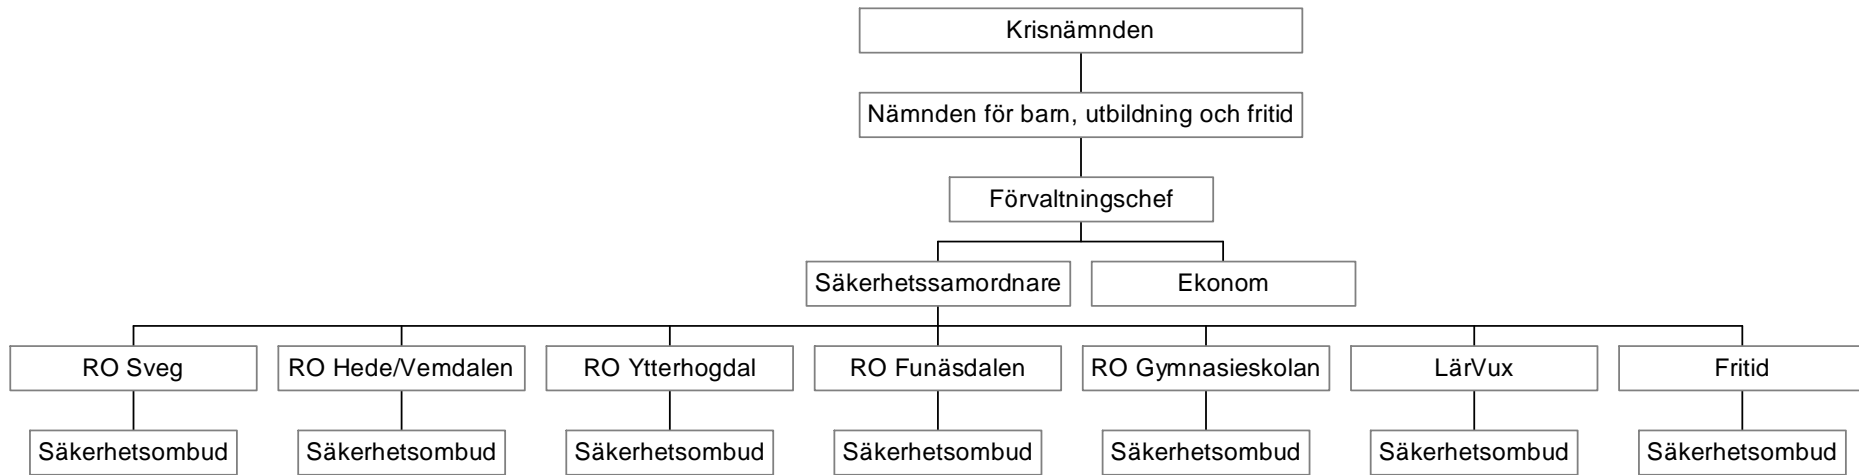 Krisnämnden
Nämnden för barn, utbildning och fritid
Förvaltningschef
Säkerhetssamordnare
Ekonom
RO Sveg
RO Hede/Vemdalen
RO Ytterhogdal
RO Funäsdalen
RO Gymnasieskolan
LärVux
Fritid
Säkerhetsombud
Säkerhetsombud
Säkerhetsombud
Säkerhetsombud
Säkerhetsombud
Säkerhetsombud
Säkerhetsombud